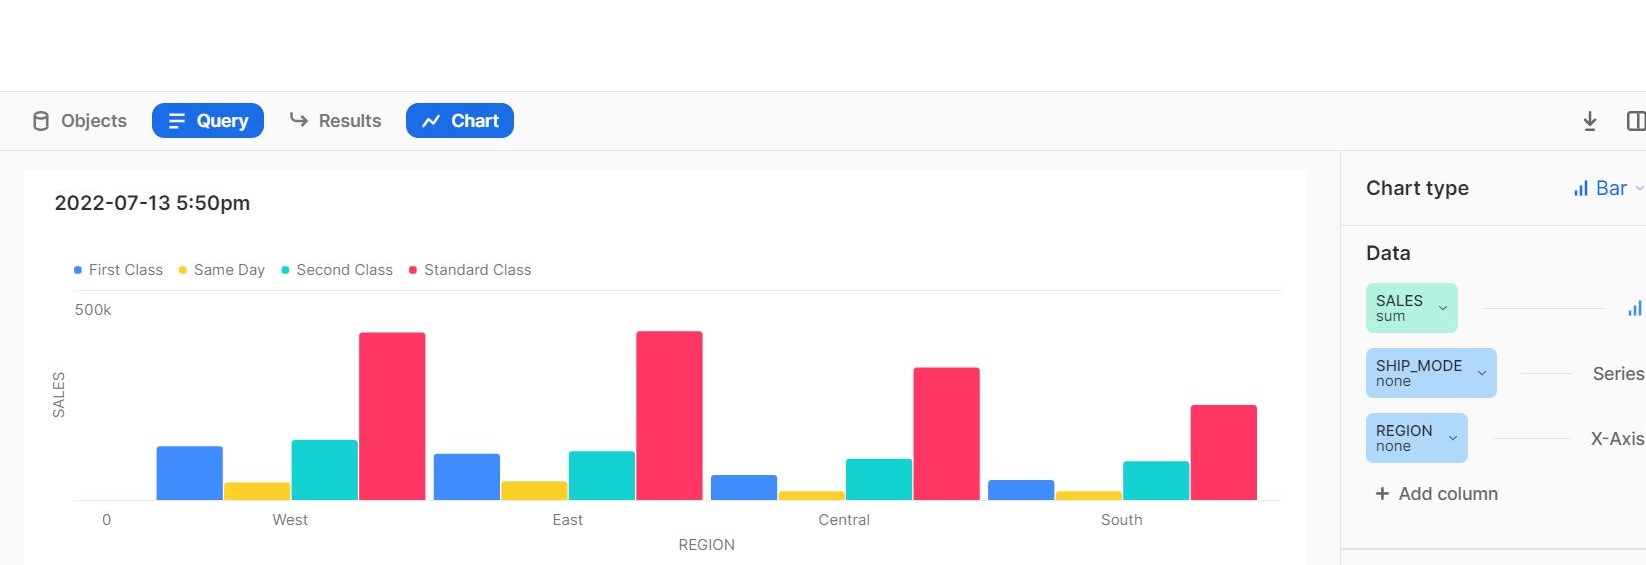 Objects Query Results Chart
2022-07-13 5:50pm
First Class Same Day Second Class Standard Class
500k
SALES
0 West East Central South
REGION
Chart type Bar
Data
SALES
sum
SHIP_MODE
none
Series
REGION
none
X-Axis
+ Add column